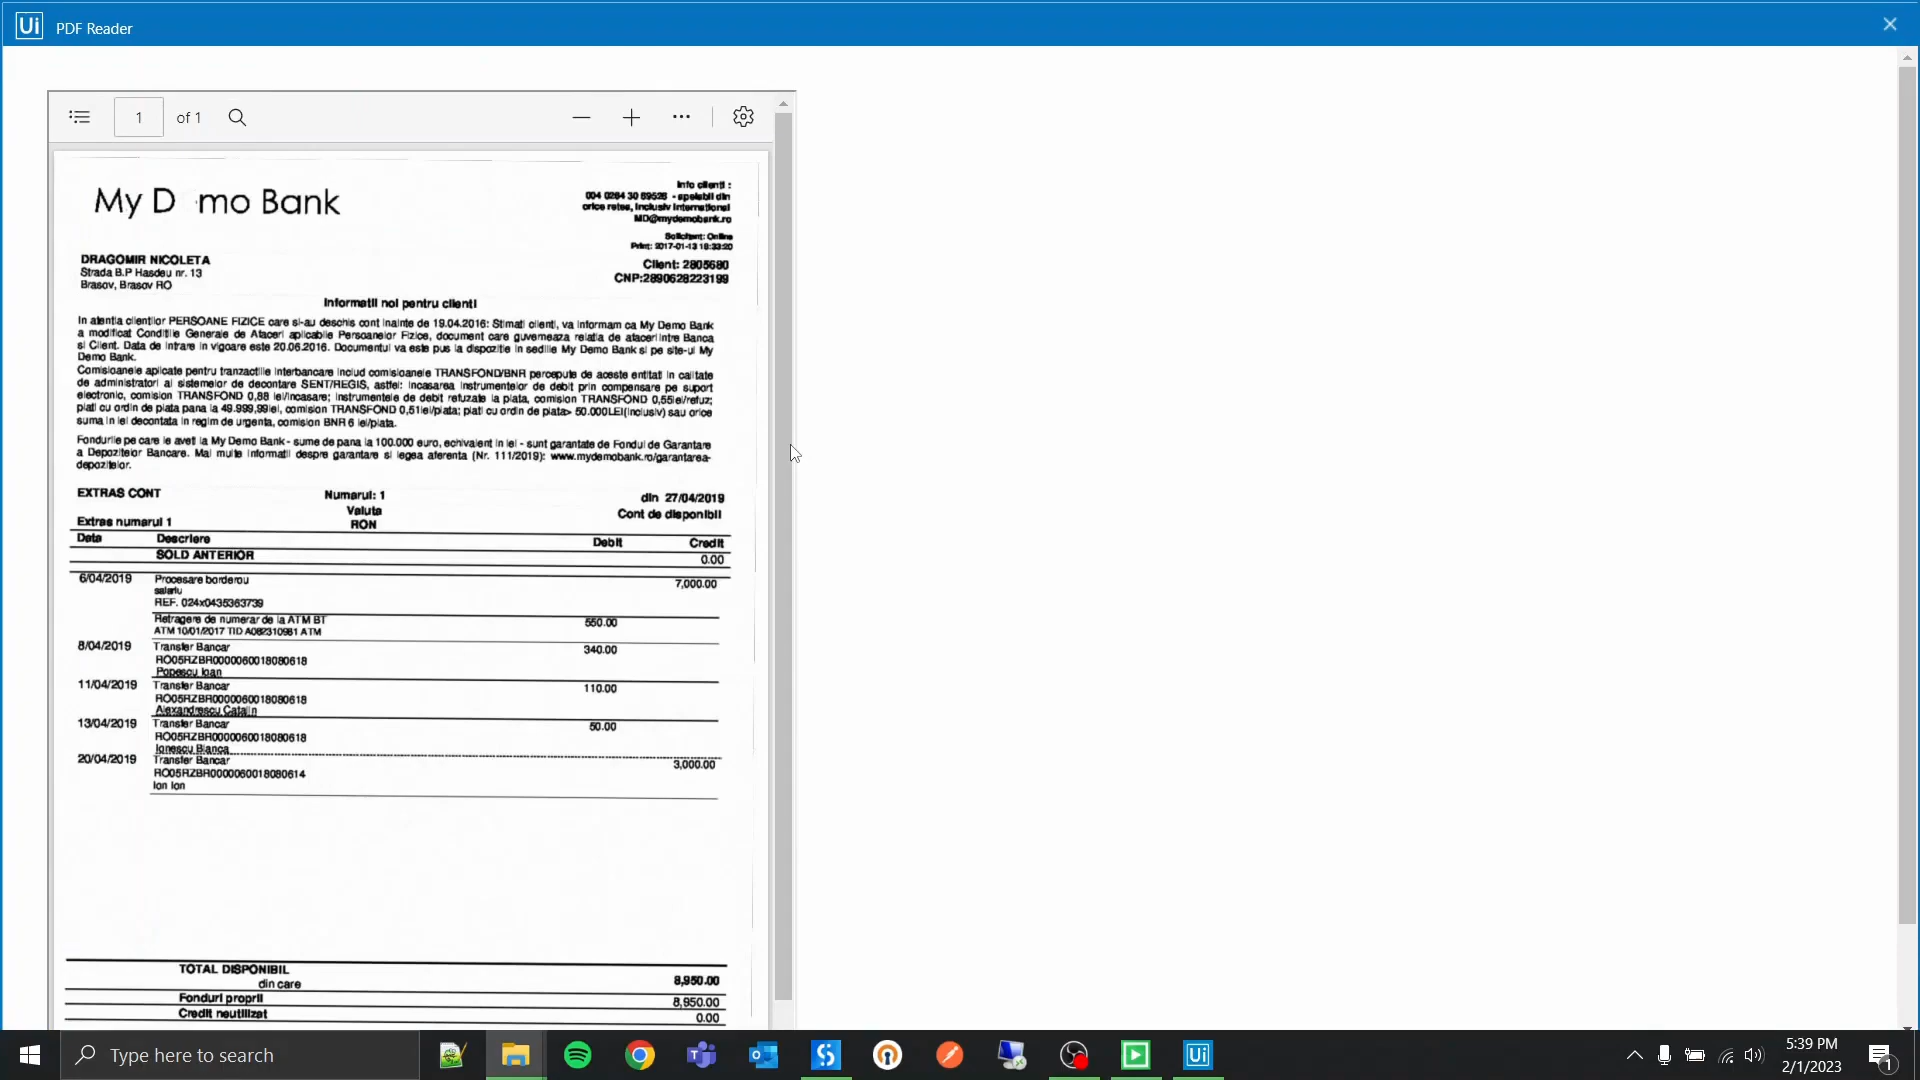 Ui PDF Reader
1 of 1
My D mo Bank
Info clienti :
004 0264 30 69526 - apelabil din
orice retea, inclusiv International
MD@mydemobank.ro
Solicitant: Online
Print: 2017-01-13 18:33:20
DRAGOMIR NICOLETA
Client: 2805680
Strada B.P Hasdeu nr. 13
CNP:2890628223199
Brasov, Brasov RO
Informatii noi pentru clienti
In atentia clientilor PERSOANE FIZICE care si-au deschis cont inainte de 19.04.2016: Stimati clienti, va informam ca My Demo Bank
a modificat Conditiile Generale de Ataceri aplicabile Persoanelor Fizice, document care guverneaza relatia de ataceri intre Banca
si Client. Data de intrare in vigoare este 20.06.2016. Documentul va este pus la dispozitie in sediile My Demo Bank si pe site-ul My
Demo Bank.
Comisioanele aplicate pentru tranzactiile interbancare includ comisioanele TRANSFOND/BNR percepute de aceste entitati in calitate
de administratori ai sistemelor de decontare SENT/REGIS, astfel: incasarea instrumentelor de debit prin compensare pe suport
electronic, comision TRANSFOND 0,88 lei/incasare; instrumentele de debit refuzate la plata, comision TRANSFOND 0,55lei/refuz;
plati cu ordin de plata pana la 49.999,99lei, comision TRANSFOND 0,51lei/plata; plati cu ordin de plata> 50.000LEI(inclusiv) sau orice
suma in lei decontata in regim de urgenta, comision BNR 6 lei/plata.
Fondurile pe care le aveti la My Demo Bank - sume de pana la 100.000 euro, echivalent in lei - sunt garantate de Fondul de Garantare
a Depozitelor Bancare. Mai multe informatii despre garantare si legea aferenta (Nr. 111/2019): www.mydemobank.ro/garantarea-
depozitelor.
EXTRAS CONT Numarul: 1 din 27/04/2019
Valuta Cont de disponibil
Extras numarul 1 RON
Data Descriere Debit Credit
SOLD ANTERIOR 0.00
6/04/2019 Procesare borderou 7,000.00
salariu
REF. 024x0435363739
Retragere de numerar de la ATM BT 550.00
ATM 10/01/2017 TID A082310981 ATM
8/04/2019 Transfer Bancar 340.00
RO05RZBR0000060018080618
Popescu Ioan
11/04/2019 Transfer Bancar 110.00
RO05RZBR0000060018080618
Alexandrescu Catalin
13/04/2019 Transfer Bancar 50.00
RO05RZBR0000060018080618
Ionescu Bianca
20/04/2019 Transfer Bancar 3,000.00
RO05RZBR0000060018080614
Ion Ion
TOTAL DISPONIBIL 8,950.00
din care
Fonduri proprii 8,950.00
Credit neutilizat 0.00
Type here to search
Ui
5:39 PM
2/1/2023
1